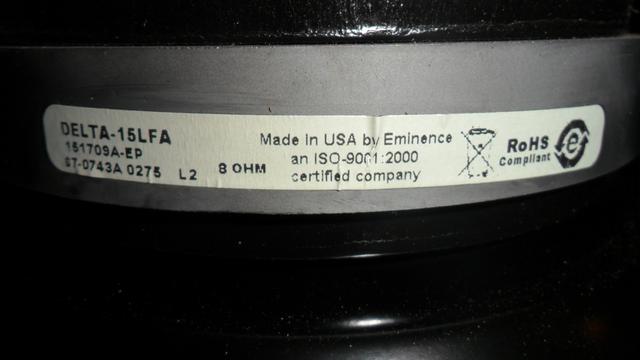 DELTA-15LFA
151709A-EP
67-0743A 0275 L2 8 OHM
Made in USA by Eminence
an ISO-9001:2000
certified company
RoHS
Compliant
e